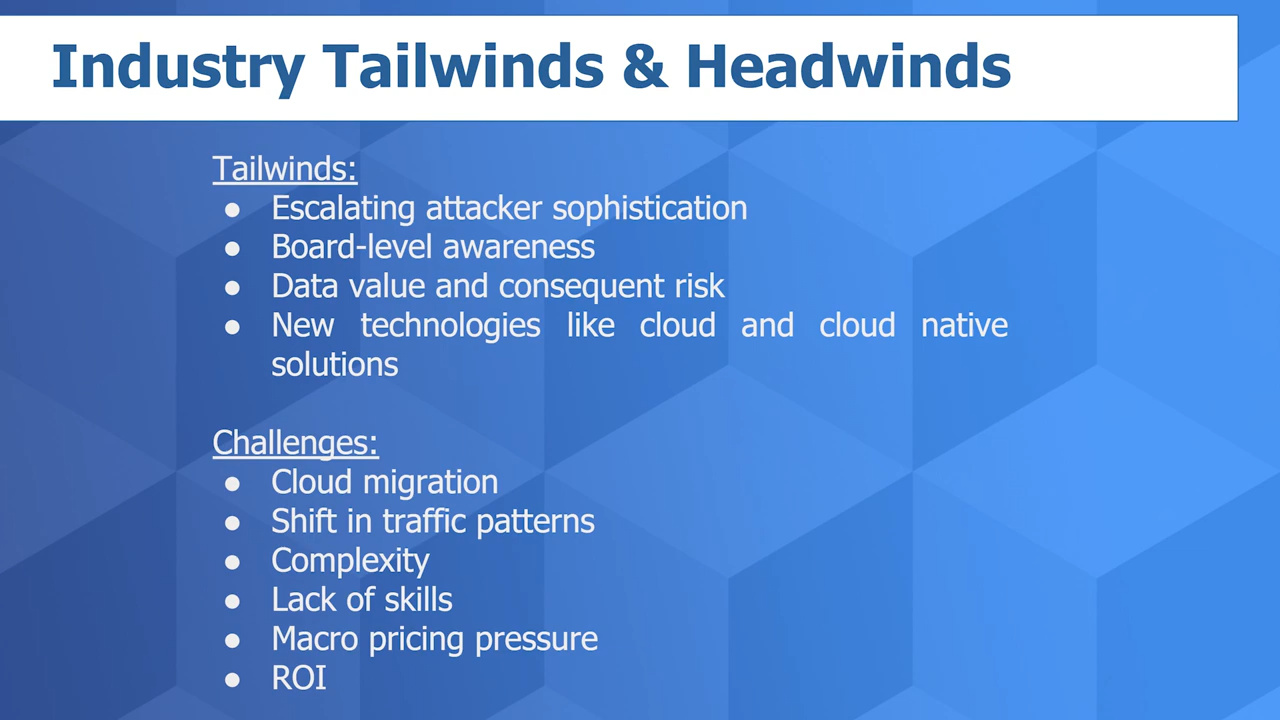 Industry Tailwinds & Headwinds
Tailwinds:
● Escalating attacker sophistication
● Board-level awareness
● Data value and consequent risk
● New technologies like cloud and cloud native
solutions
Challenges:
● Cloud migration
● Shift in traffic patterns
● Complexity
● Lack of skills
● Macro pricing pressure
● ROI